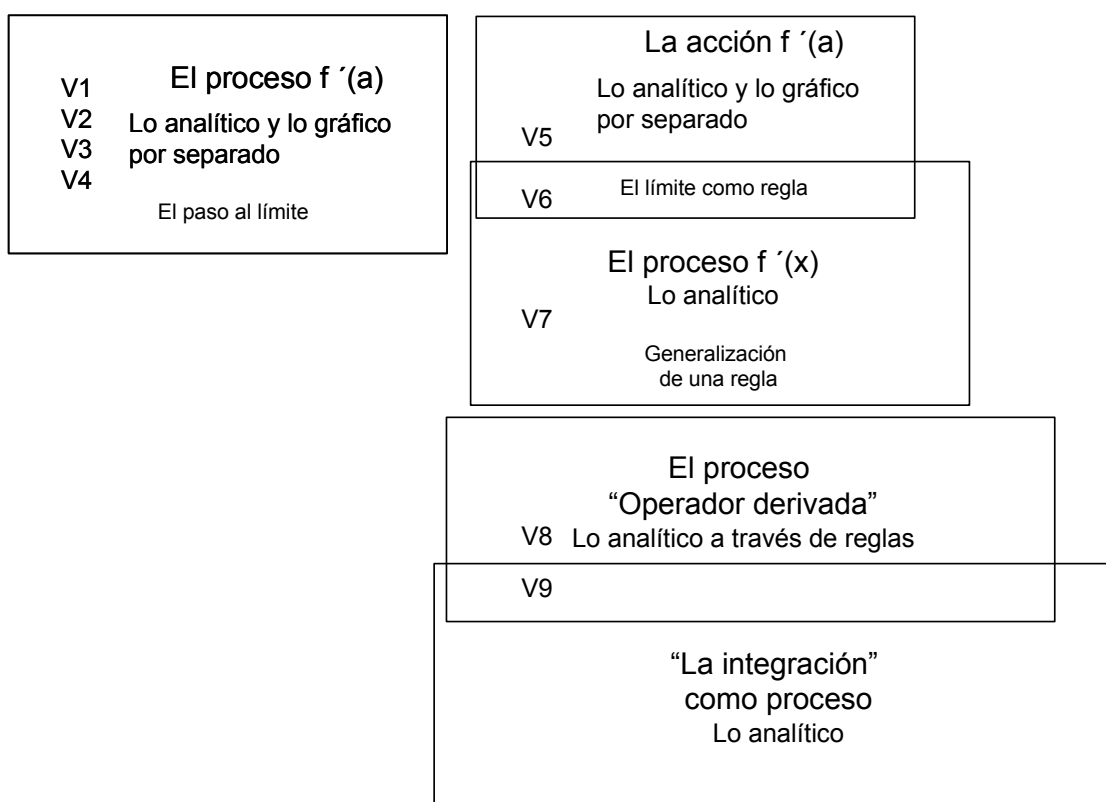 El proceso f ´(a)
V1
V2
V3
V4
Lo analítico y lo gráfico
por separado
El paso al límite
La acción f ´(a)
Lo analítico y lo gráfico
por separado
V5
V6
El límite como regla
El proceso f ´(x)
Lo analítico
V7
Generalización
de una regla
El proceso
“Operador derivada”
V8 Lo analítico a través de reglas
V9
“La integración”
como proceso
Lo analítico